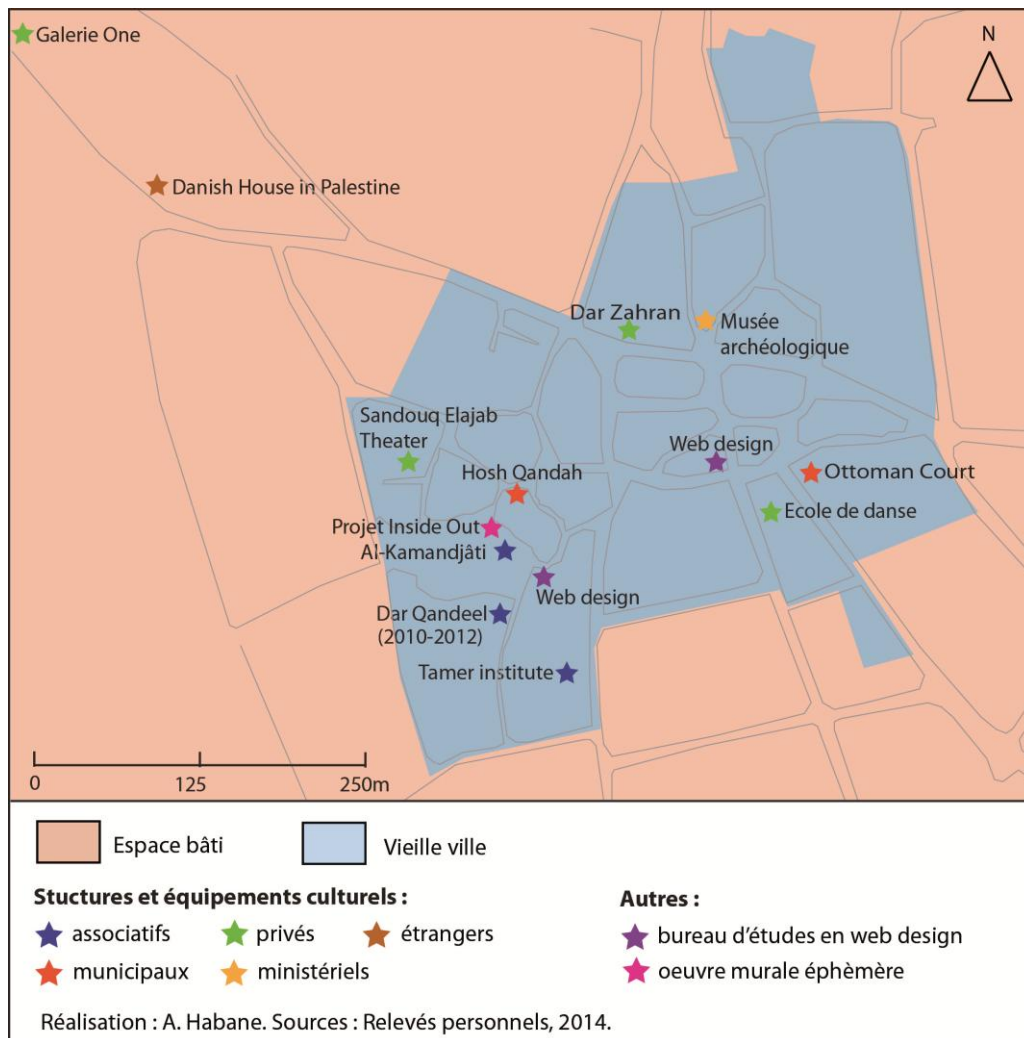 Galerie One
N
Danish House in Palestine
Dar Zahran
Musée
archéologique
Sandouq Elajab
Theater
Web design
Hosh Qandah
Ottoman Court
Ecole de danse
Projet Inside Out
Al-Kamandjâti
Web design
Dar Qandeel
(2010-2012)
Tamer institute
0 125 250m
Espace bâti Vieille ville
Stuctures et équipements culturels :
associatifs privés étrangers
municipaux ministériels
Autres :
bureau d'études en web design
oeuvre murale éphèmère
Réalisation : A. Habane. Sources : Relevés personnels, 2014.